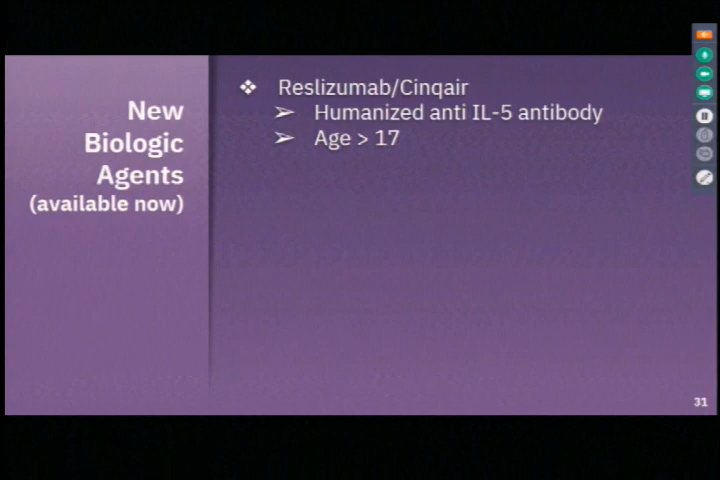 New
Biologic
Agents
(available now)
❖ Reslizumab/Cinqair
➢ Humanized anti IL-5 antibody
➢ Age > 17
31